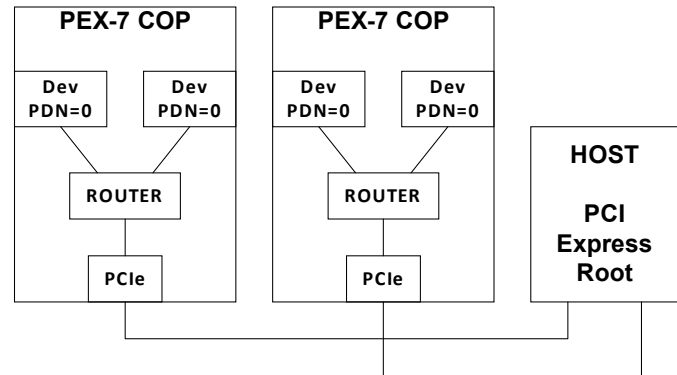 PEX-7 COP
Dev
PDN=0
Dev
PDN=0
ROUTER
PCIe
PEX-7 COP
Dev
PDN=0
Dev
PDN=0
ROUTER
PCIe
HOST
PCI
Express
Root